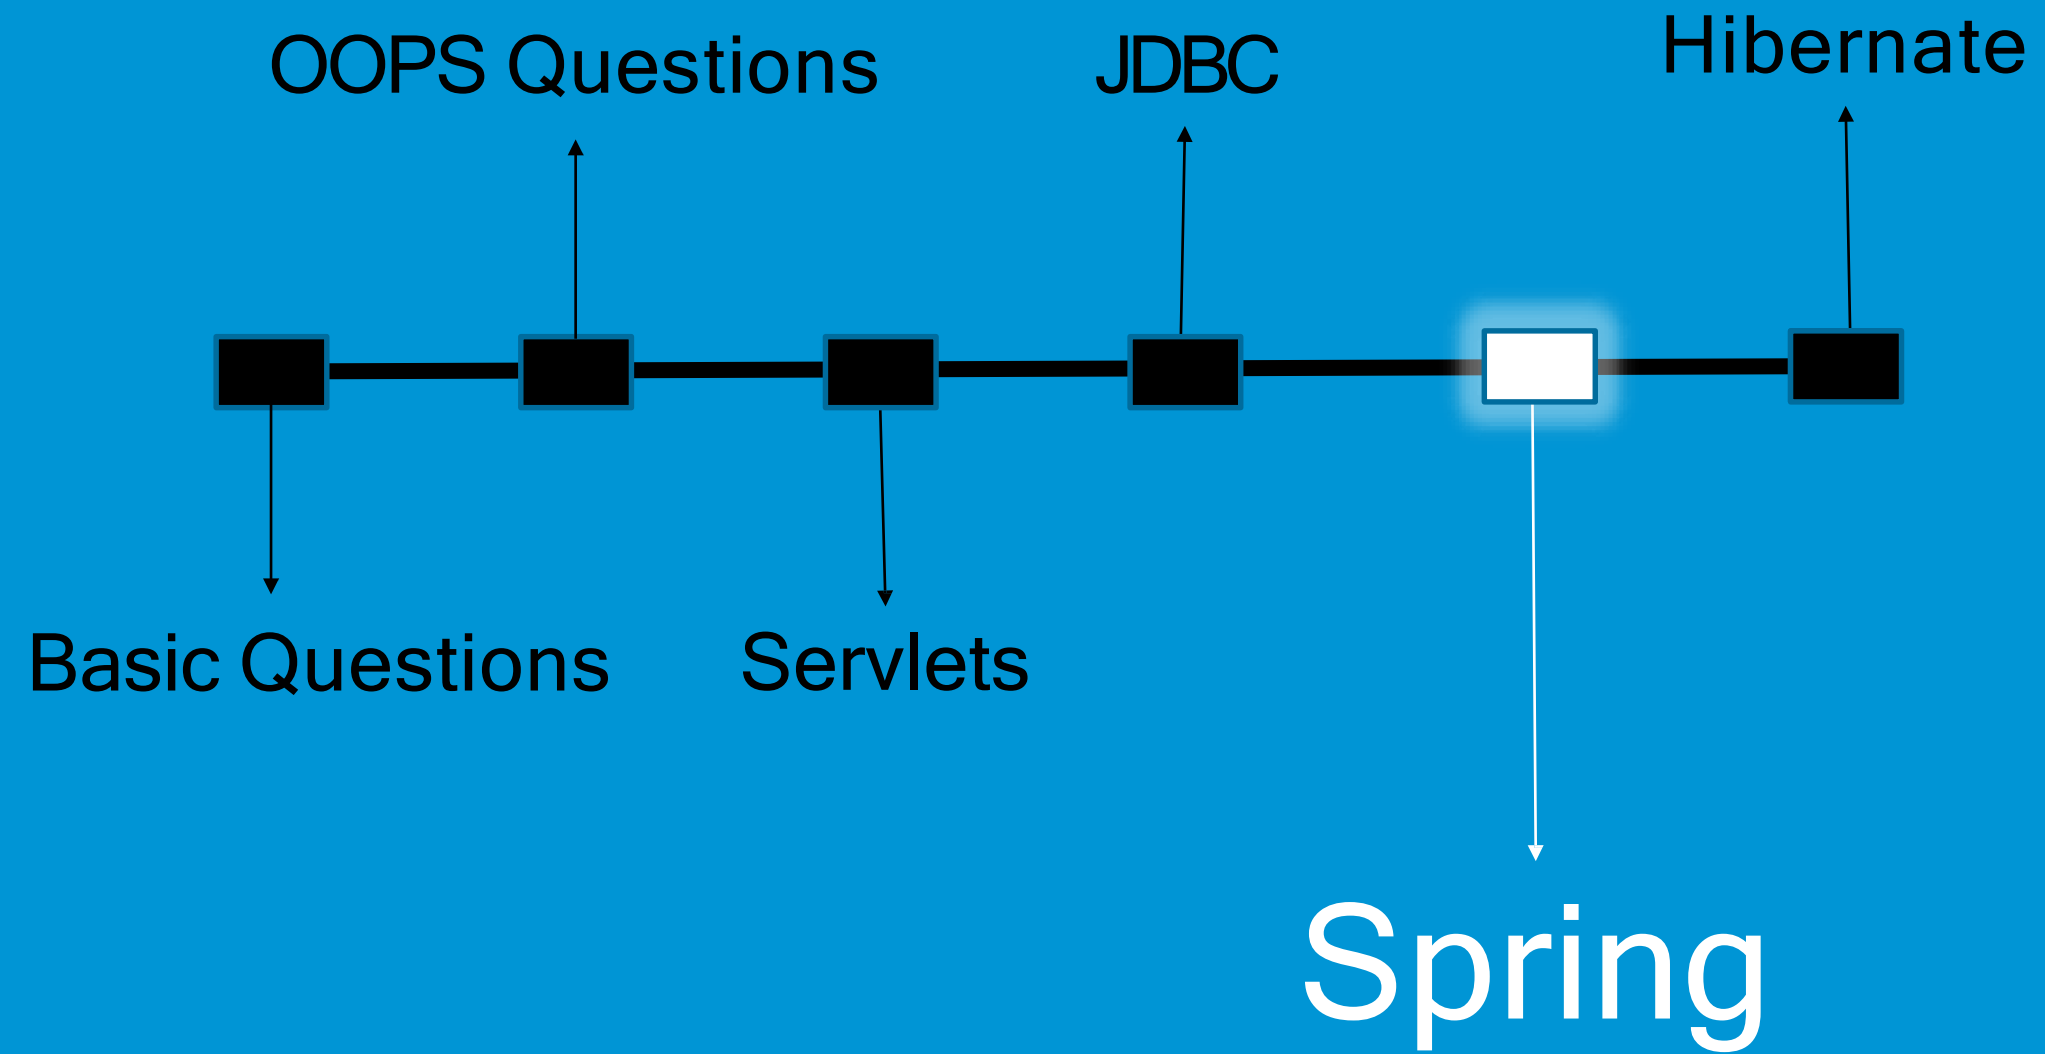 OOPS Questions
JDBC
Hibernate
Basic Questions
Servlets
Spring